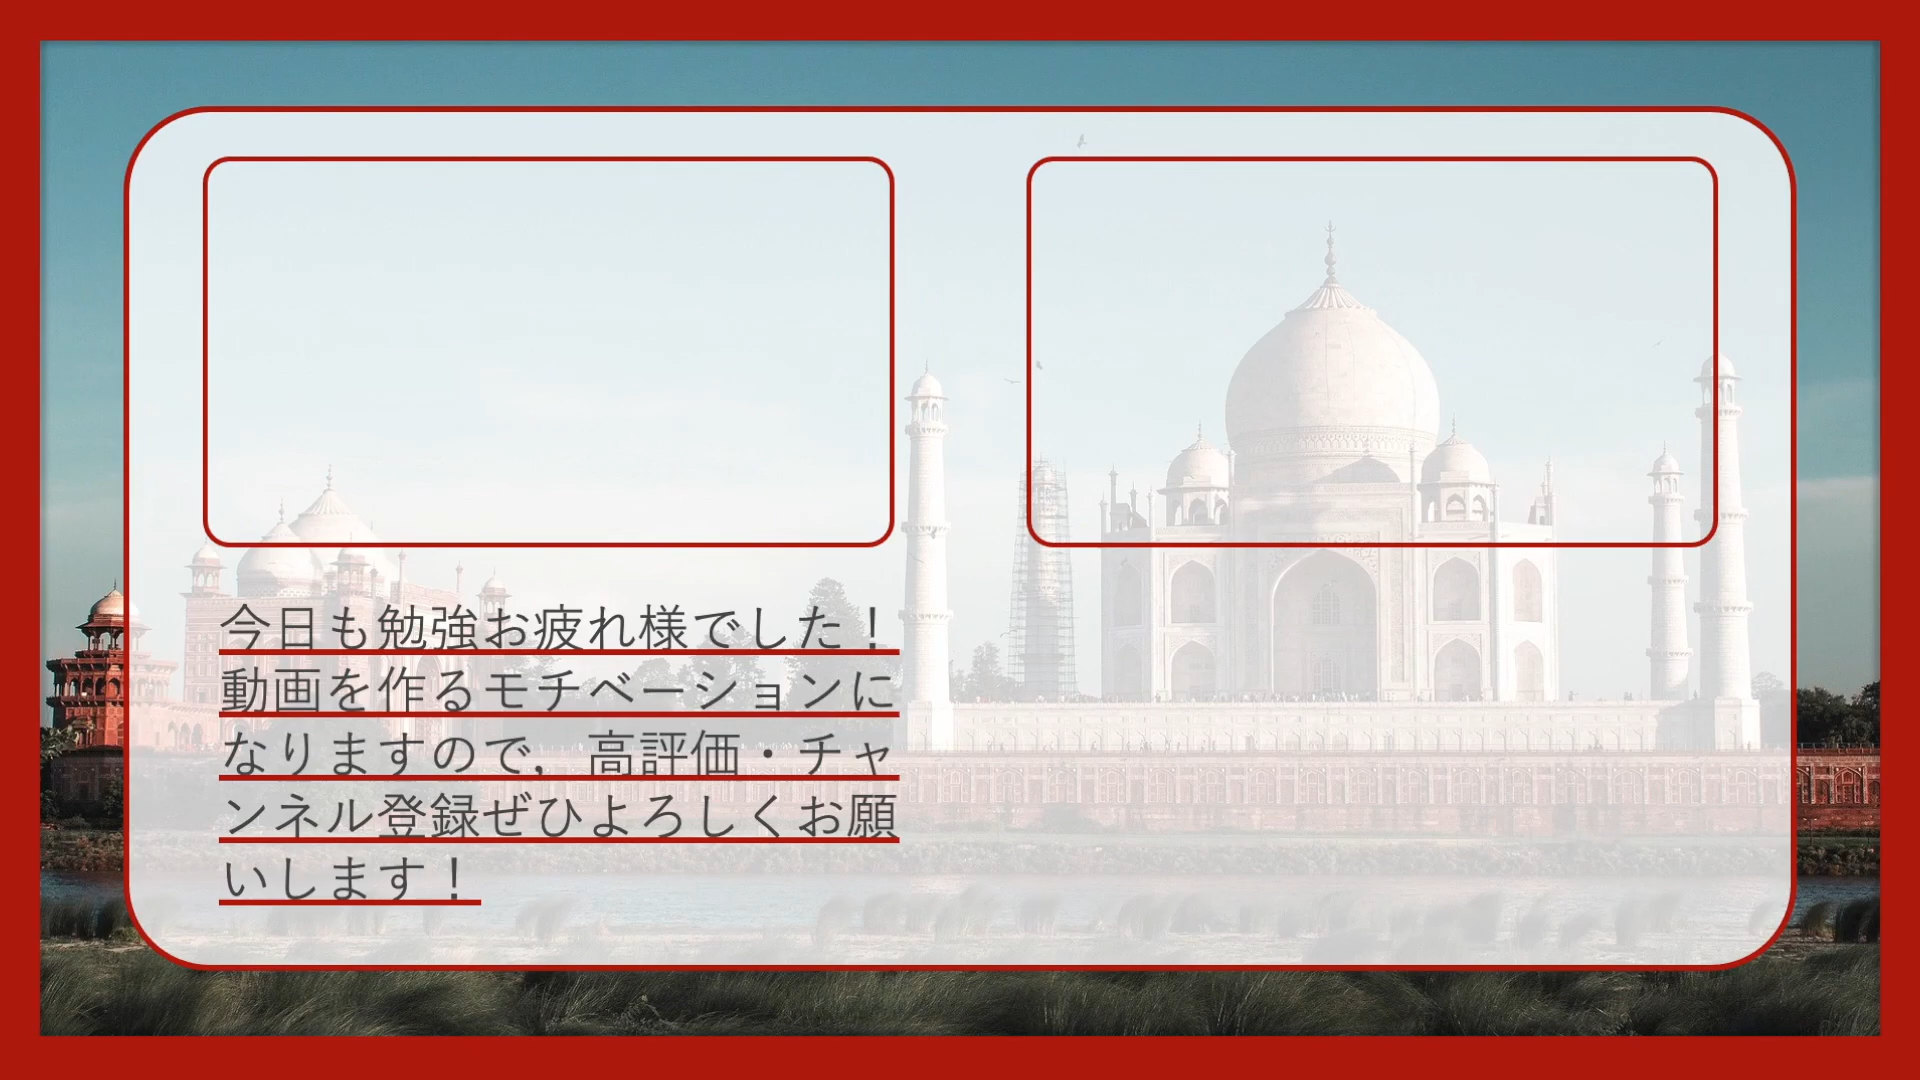 今日も勉強お疲れ様でした！
動画を作るモチベーションに
なりますので，高評価・チャ
ンネル登録ぜひよろしくお願
いします！